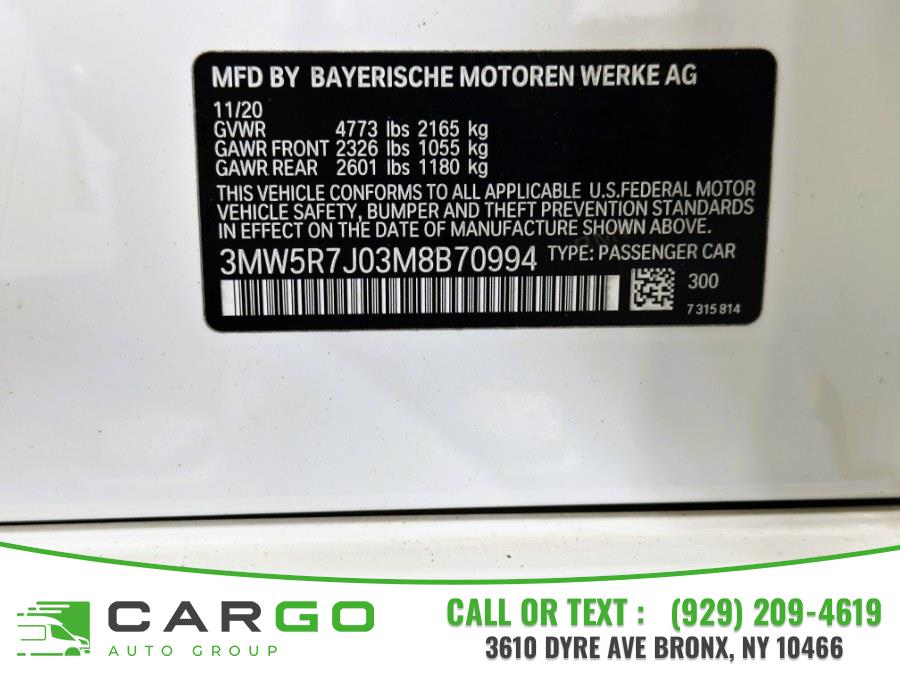 MFD BY BAYERISCHE MOTOREN WERKE AG
11/20
GVWR 4773 lbs 2165 kg
GAWR FRONT 2326 lbs 1055 kg
GAWR REAR 2601 lbs 1180 kg
THIS VEHICLE CONFORMS TO ALL APPLICABLE U.S.FEDERAL MOTOR
VEHICLE SAFETY, BUMPER AND THEFT PREVENTION STANDARDS
IN EFFECT ON THE DATE OF MANUFACTURE SHOWN ABOVE.
3MW5R7J03M8B70994 TYPE: PASSENGER CAR
300
7315814
CARGO
AUTO GROUP
CALL OR TEXT : (929) 209-4619
3610 DYRE AVE BRONX, NY 10466